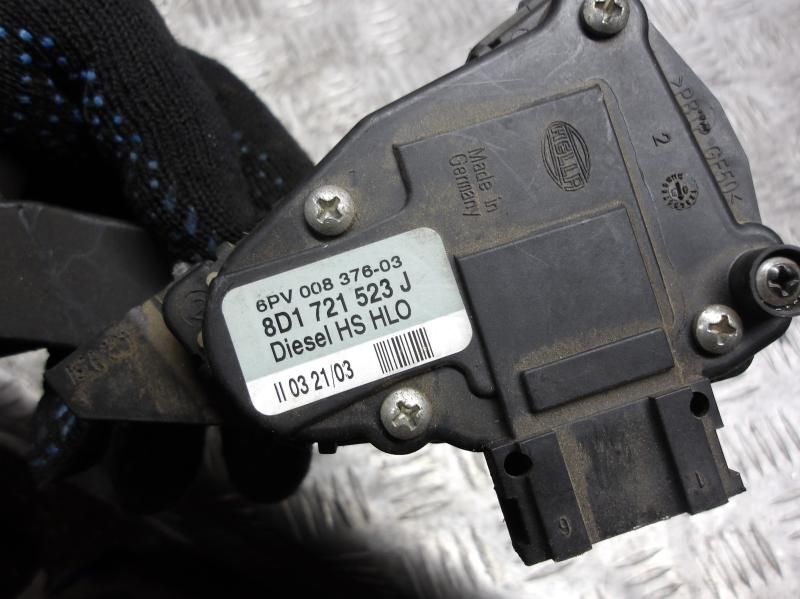 HELLA
Made in
Germany
2
6PV 008 376-03
8D1 721 523 J
Diesel HS HLO
II 03 21/03
1
6